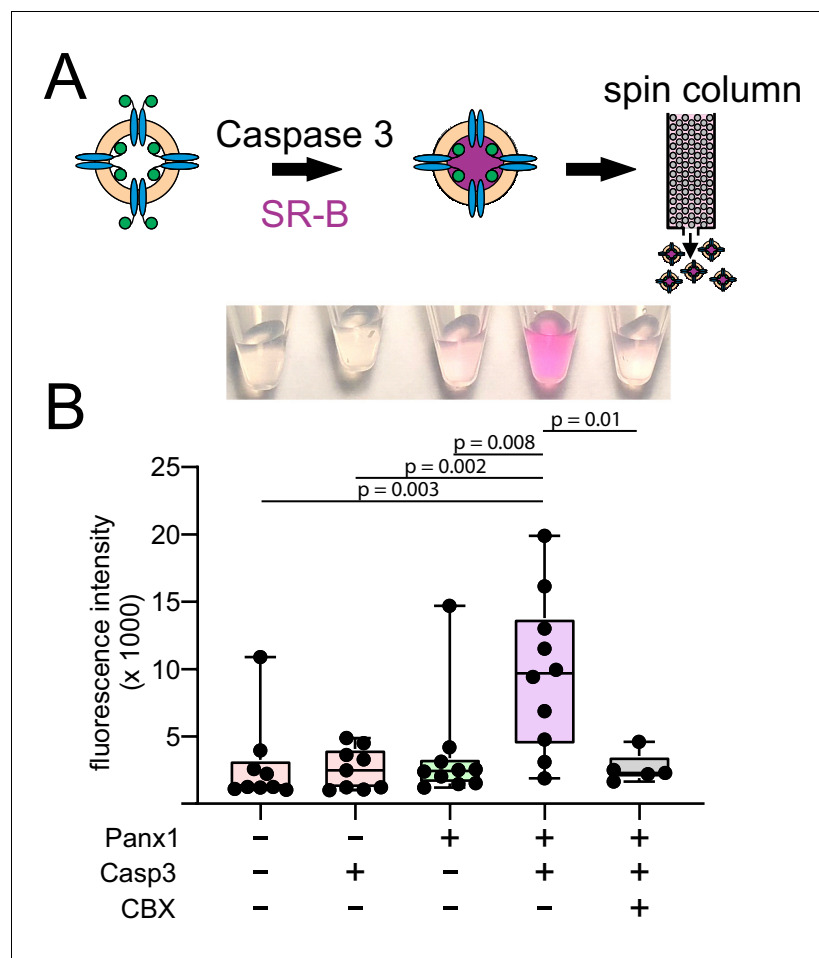 A
spin column
Caspase 3
SR-B
B
p = 0.01
p = 0.008
p = 0.002
p = 0.003
25
20
15
10
5
fluorescence intensity
(x 1000)
Panx1 – – + + +
Casp3 – + – + +
CBX – – – – +